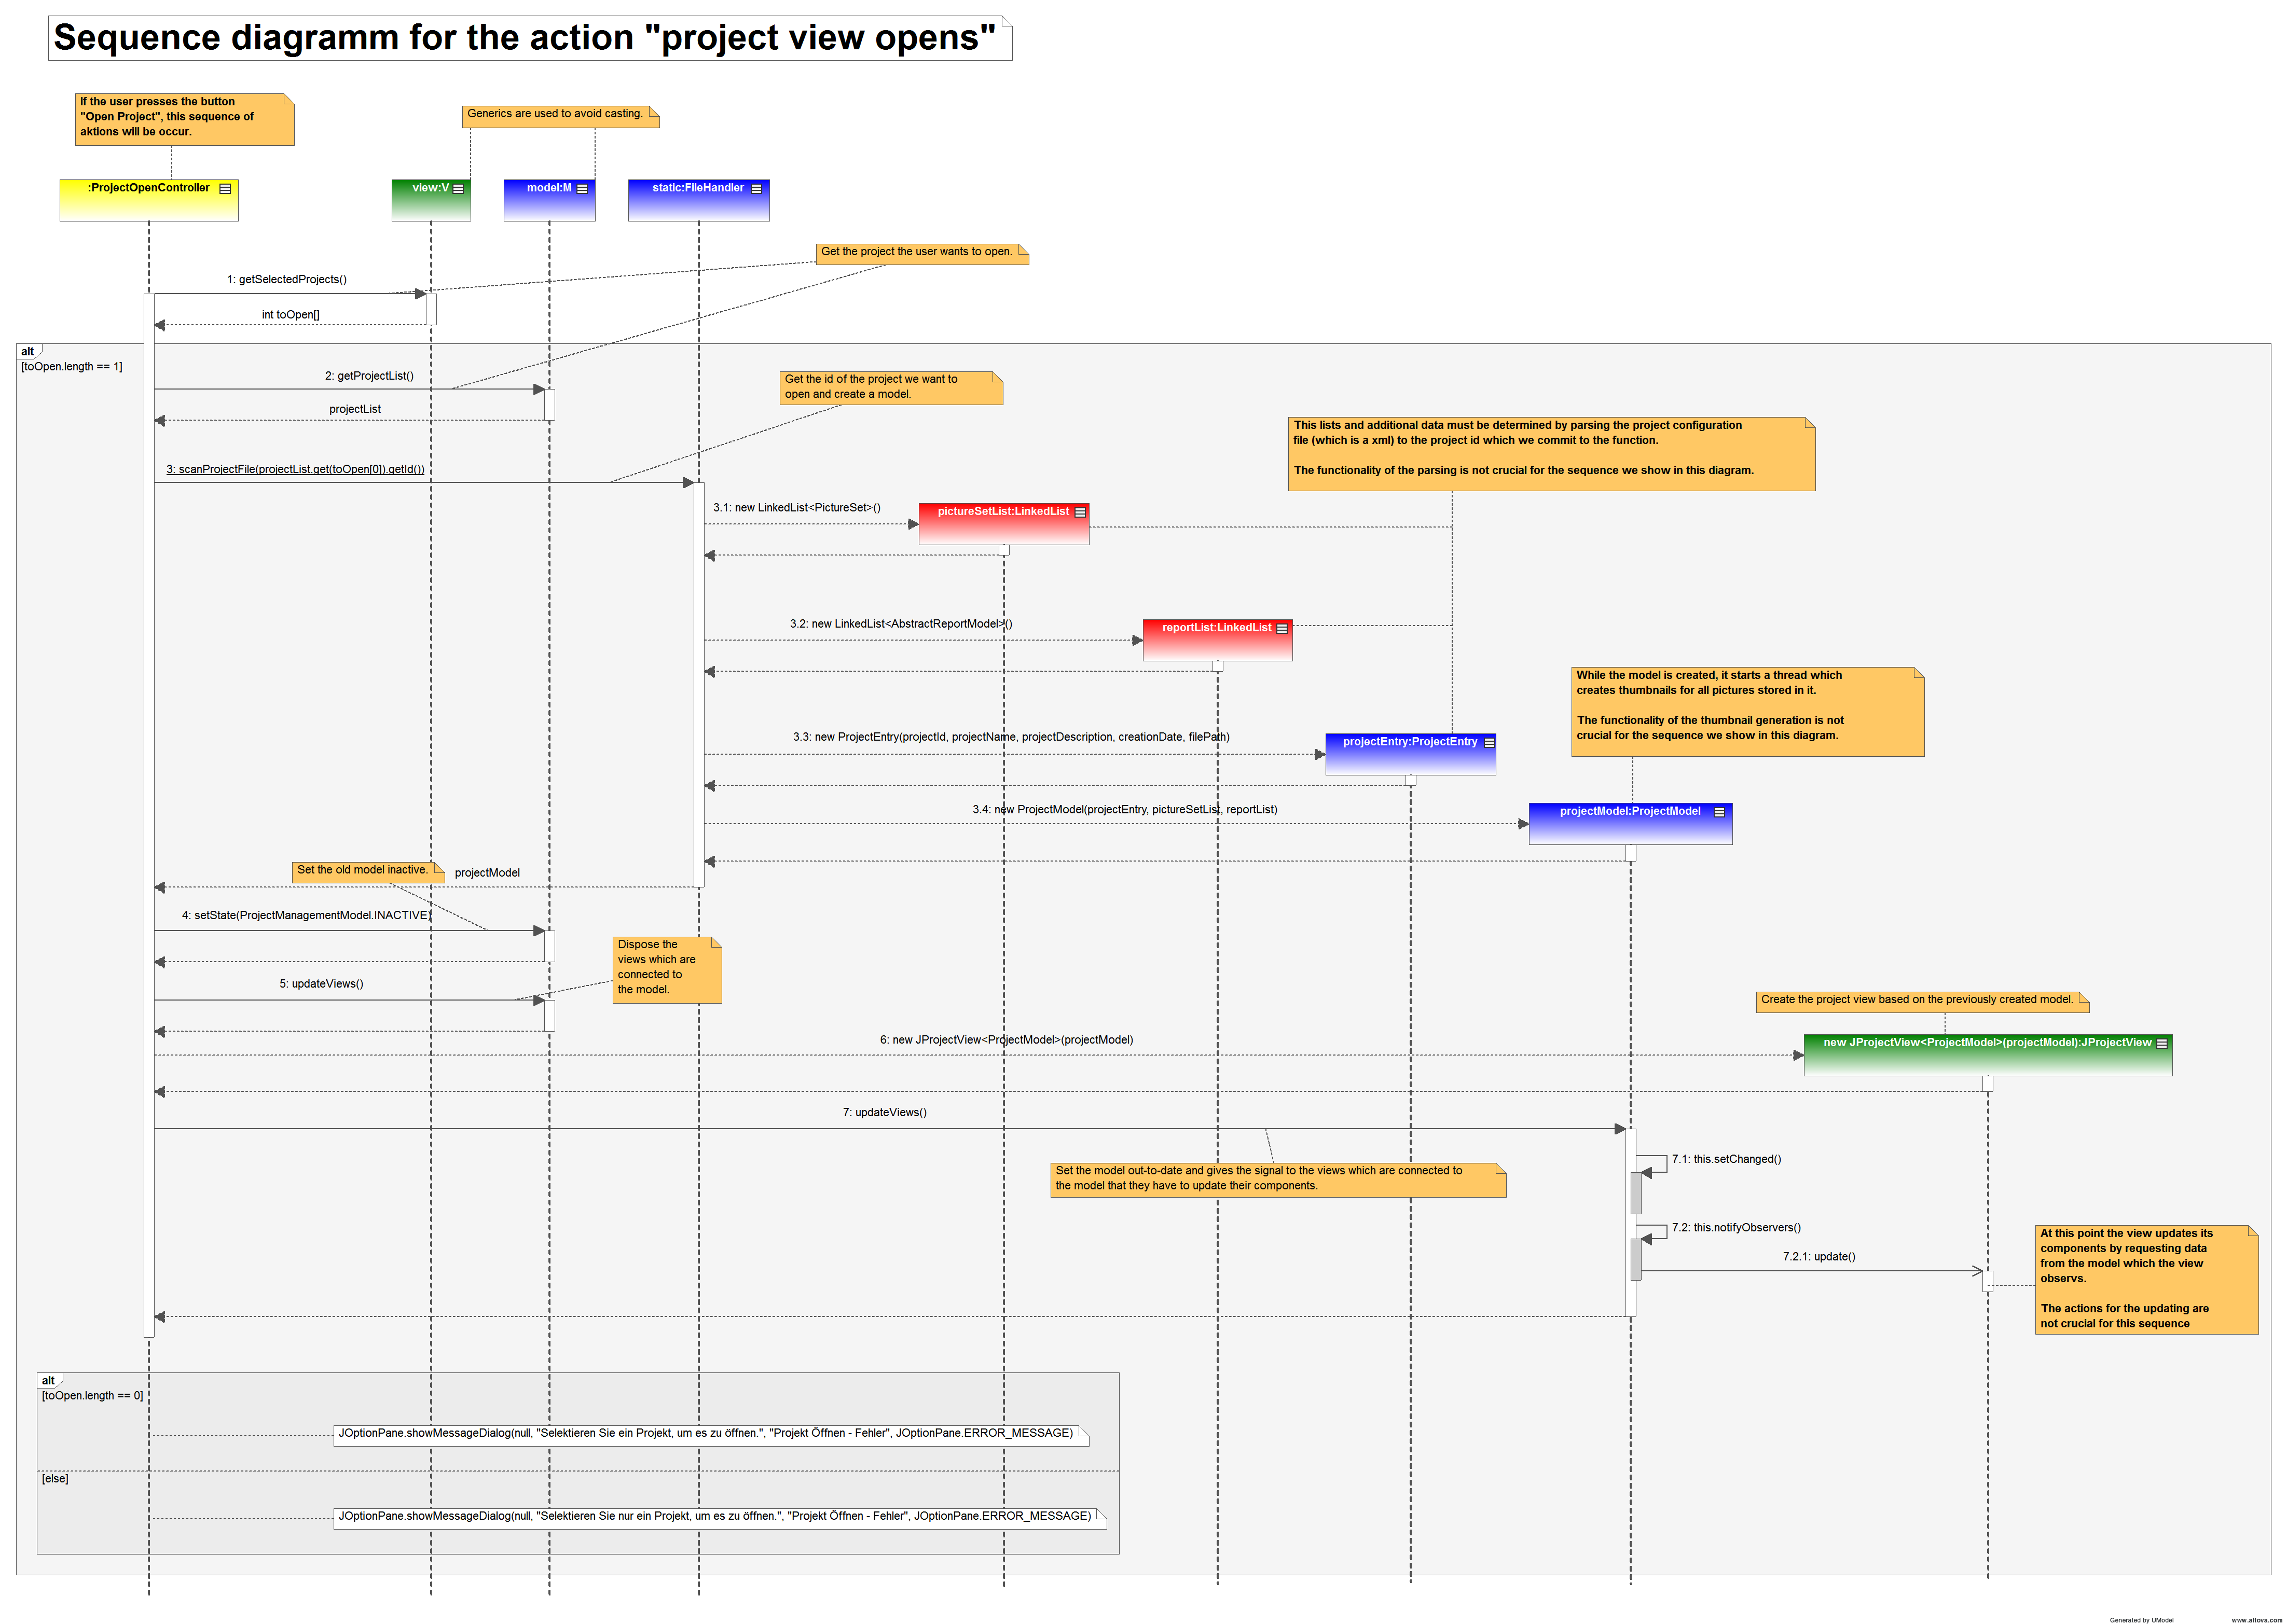 Sequence diagramm for the action "project view opens"
If the user presses the button
"Open Project", this sequence of
aktions will be occur.
Generics are used to avoid casting.
:ProjectOpenController
view:V
model:M
static:FileHandler
Get the project the user wants to open.
1: getSelectedProjects()
int toOpen[]
alt
[toOpen.length == 1]
2: getProjectList()
projectList
Get the id of the project we want to
open and create a model.
This lists and additional data must be determined by parsing the project configuration
file (which is a xml) to the project id which we commit to the function.
The functionality of the parsing is not crucial for the sequence we show in this diagram.
3: scanProjectFile(projectList.get(toOpen[0]).getId())
3.1: new LinkedList<PictureSet>()
pictureSetList:LinkedList
3.2: new LinkedList<AbstractReportModel>()
reportList:LinkedList
While the model is created, it starts a thread which
creates thumbnails for all pictures stored in it.
The functionality of the thumbnail generation is not
crucial for the sequence we show in this diagram.
3.3: new ProjectEntry(projectId, projectName, projectDescription, creationDate, filePath)
projectEntry:ProjectEntry
3.4: new ProjectModel(projectEntry, pictureSetList, reportList)
projectModel:ProjectModel
Set the old model inactive.
projectModel
4: setState(ProjectManagementModel.INACTIVE)
Dispose the
views which are
connected to
the model.
5: updateViews()
Create the project view based on the previously created model.
6: new JProjectView<ProjectModel>(projectModel)
new JProjectView<ProjectModel>(projectModel):JProjectView
7: updateViews()
Set the model out-to-date and gives the signal to the views which are connected to
the model that they have to update their components.
7.1: this.setChanged()
7.2: this.notifyObservers()
7.2.1: update()
At this point the view updates its
components by requesting data
from the model which the view
observs.
The actions for the updating are
not crucial for this sequence
alt
[toOpen.length == 0]
JOptionPane.showMessageDialog(null, "Selektieren Sie ein Projekt, um es zu öffnen.", "Projekt Öffnen - Fehler", JOptionPane.ERROR_MESSAGE)
[else]
JOptionPane.showMessageDialog(null, "Selektieren Sie nur ein Projekt, um es zu öffnen.", "Projekt Öffnen - Fehler", JOptionPane.ERROR_MESSAGE)
Generated by UModel
www.altova.com